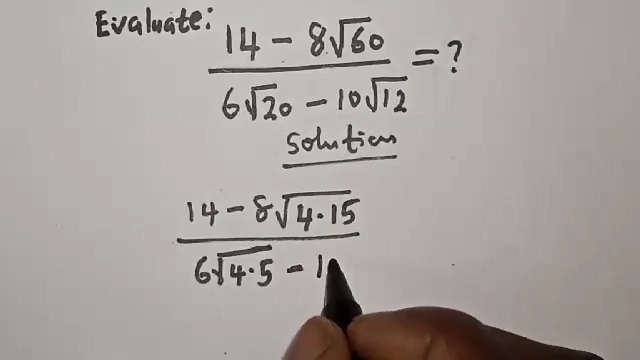 Evaluate:
14 - 8√60
= ?
6√20 - 10√12
Solution
14 - 8√4·15
6√4·5 - 1